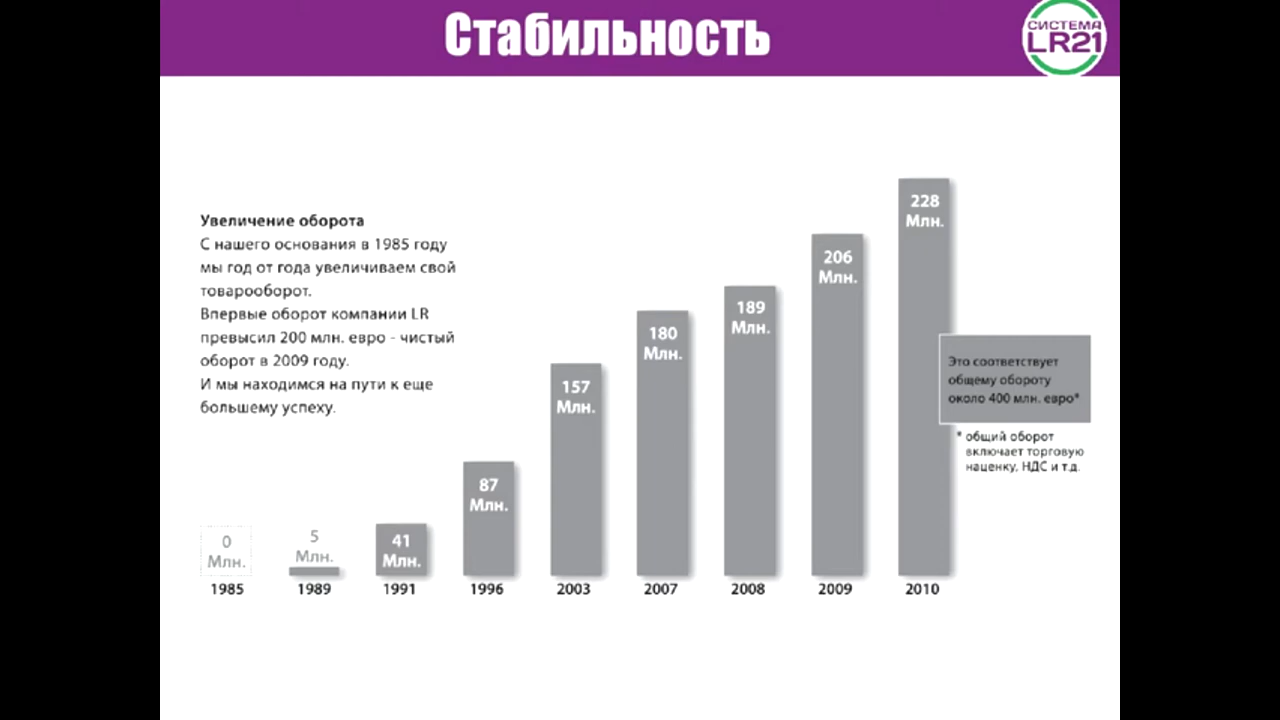 Стабильность
СИСТЕМА
LR21
Увеличение оборота
С нашего основания в 1985 году
мы год от года увеличиваем свой
товарооборот.
Впервые оборот компании LR
превысил 200 млн. евро - чистый
оборот в 2009 году.
И мы находимся на пути к еще
большему успеху.
0
Млн.
1985
5
Млн.
1989
41
Млн.
1991
87
Млн.
1996
157
Млн.
2003
180
Млн.
2007
189
Млн.
2008
206
Млн.
2009
228
Млн.
2010
Это соответствует
общему обороту
около 400 млн. евро*
* общий оборот
включает торговую
наценку, НДС и т.д.